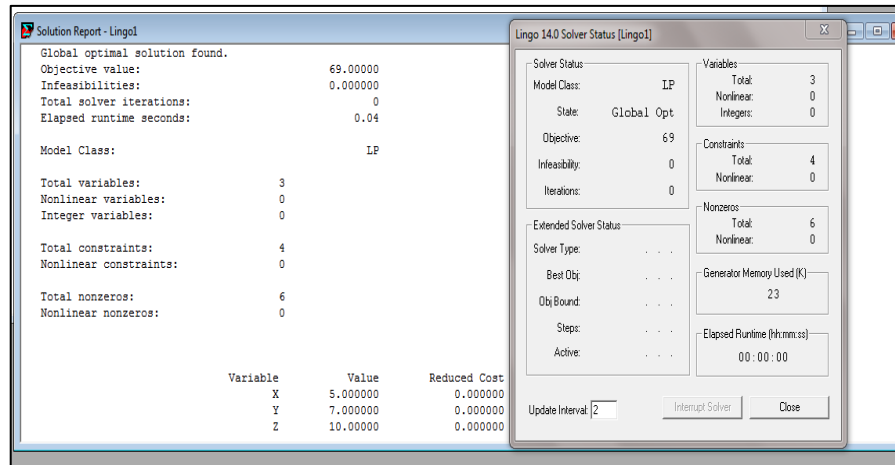 Solution Report - Lingo1
Global optimal solution found.
Objective value: 69.00000
Infeasibilities: 0.000000
Total solver iterations: 0
Elapsed runtime seconds: 0.04
Model Class: LP
Total variables: 3
Nonlinear variables: 0
Integer variables: 0
Total constraints: 4
Nonlinear constraints: 0
Total nonzeros: 6
Nonlinear nonzeros: 0
Variable Value Reduced Cost
X 5.000000 0.000000
Y 7.000000 0.000000
Z 10.00000 0.000000
Lingo 14.0 Solver Status [Lingo1]
Solver Status
Model Class: LP
State: Global Opt
Objective: 69
Infeasibility: 0
Iterations: 0
Extended Solver Status
Solver Type: . . .
Best Obj: . . .
Obj Bound: . . .
Steps: . . .
Active: . . .
Variables
Total: 3
Nonlinear: 0
Integers: 0
Constraints
Total: 4
Nonlinear: 0
Nonzeros
Total: 6
Nonlinear: 0
Generator Memory Used (K)
23
Elapsed Runtime (hh:mm:ss)
00:00:00
Update Interval: 2
Interrupt Solver
Close